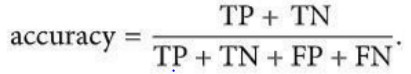 accuracy = TP + TN / TP + TN + FP + FN.